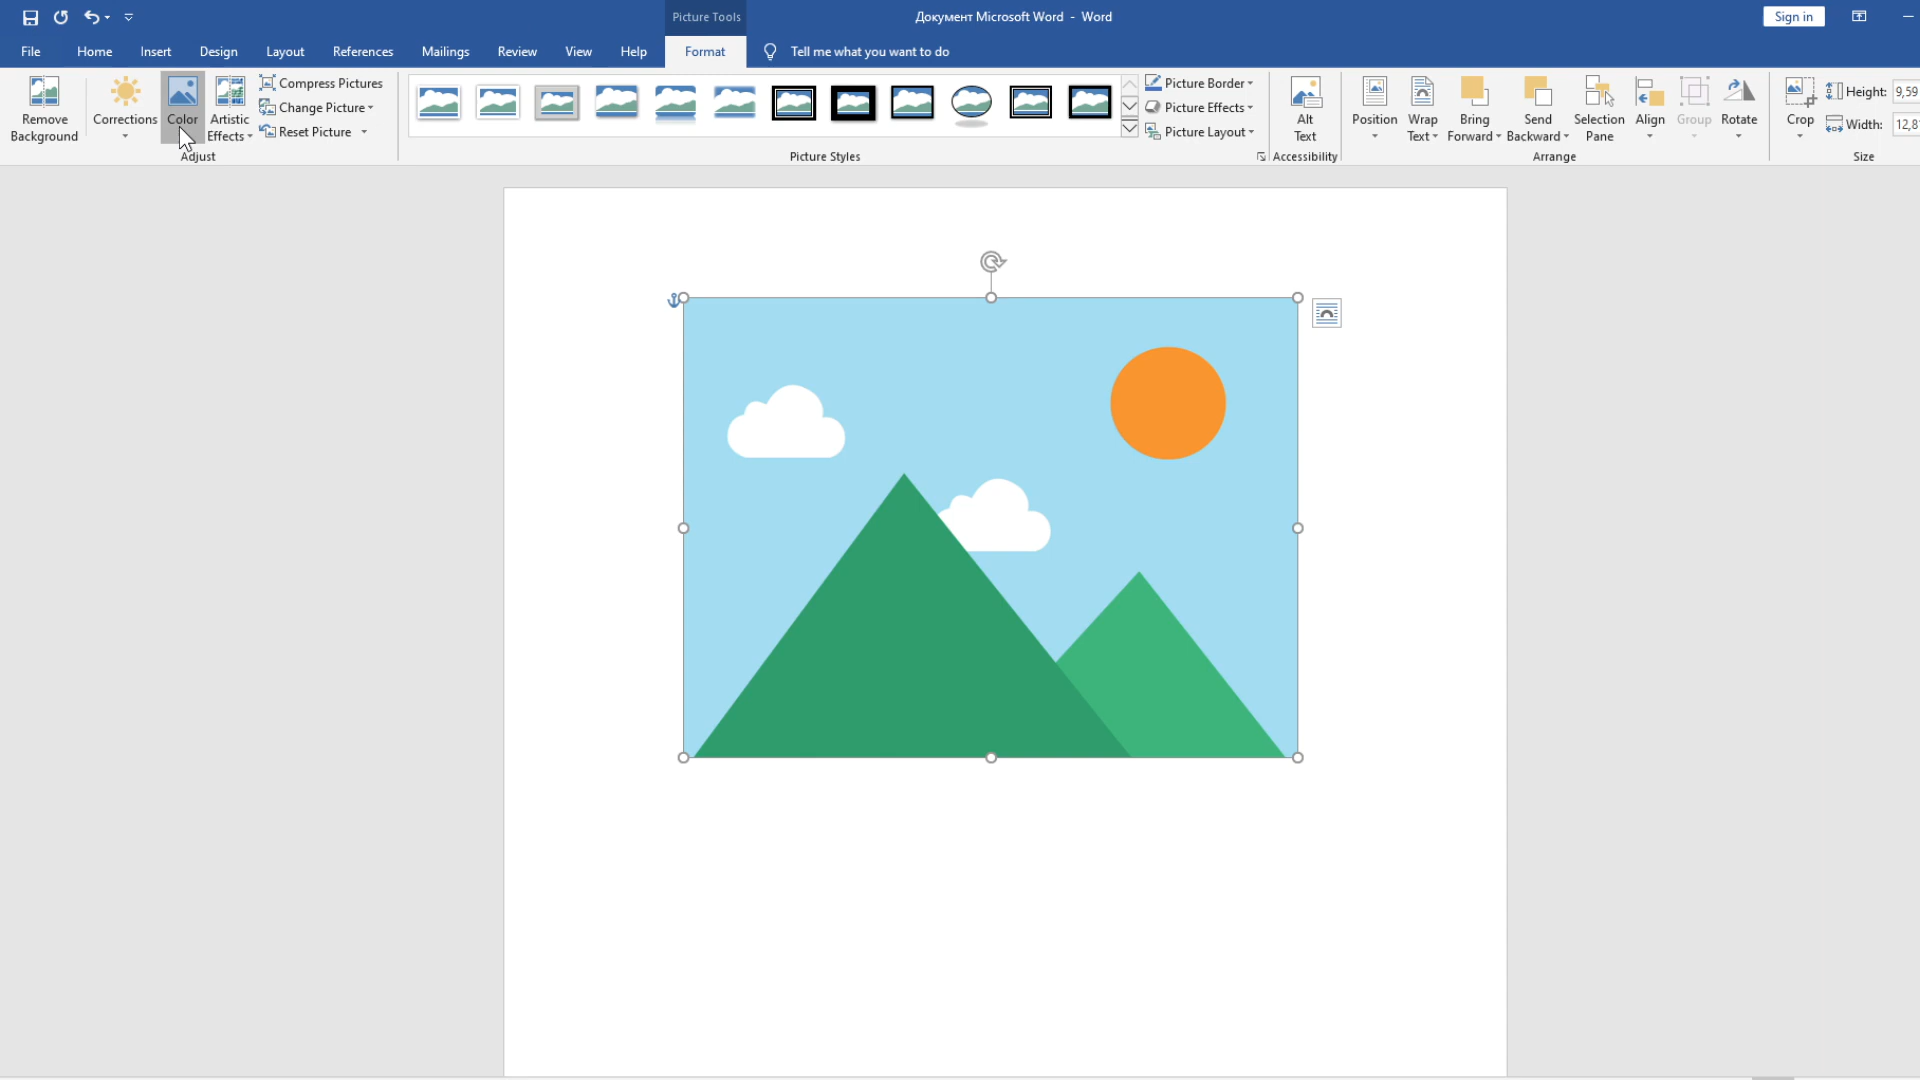 Picture Tools
Документ Microsoft Word - Word
Sign in
File Home Insert Design Layout References Mailings Review View Help Format Tell me what you want to do
Remove Background
Corrections
Color
Artistic Effects
Compress Pictures
Change Picture
Reset Picture
Adjust
Picture Styles
Picture Border
Picture Effects
Picture Layout
Alt Text
Accessibility
Position
Wrap Text
Bring Forward
Send Backward
Selection Pane
Align
Group
Rotate
Arrange
Crop
Height: 9,59
Width: 12,8
Size